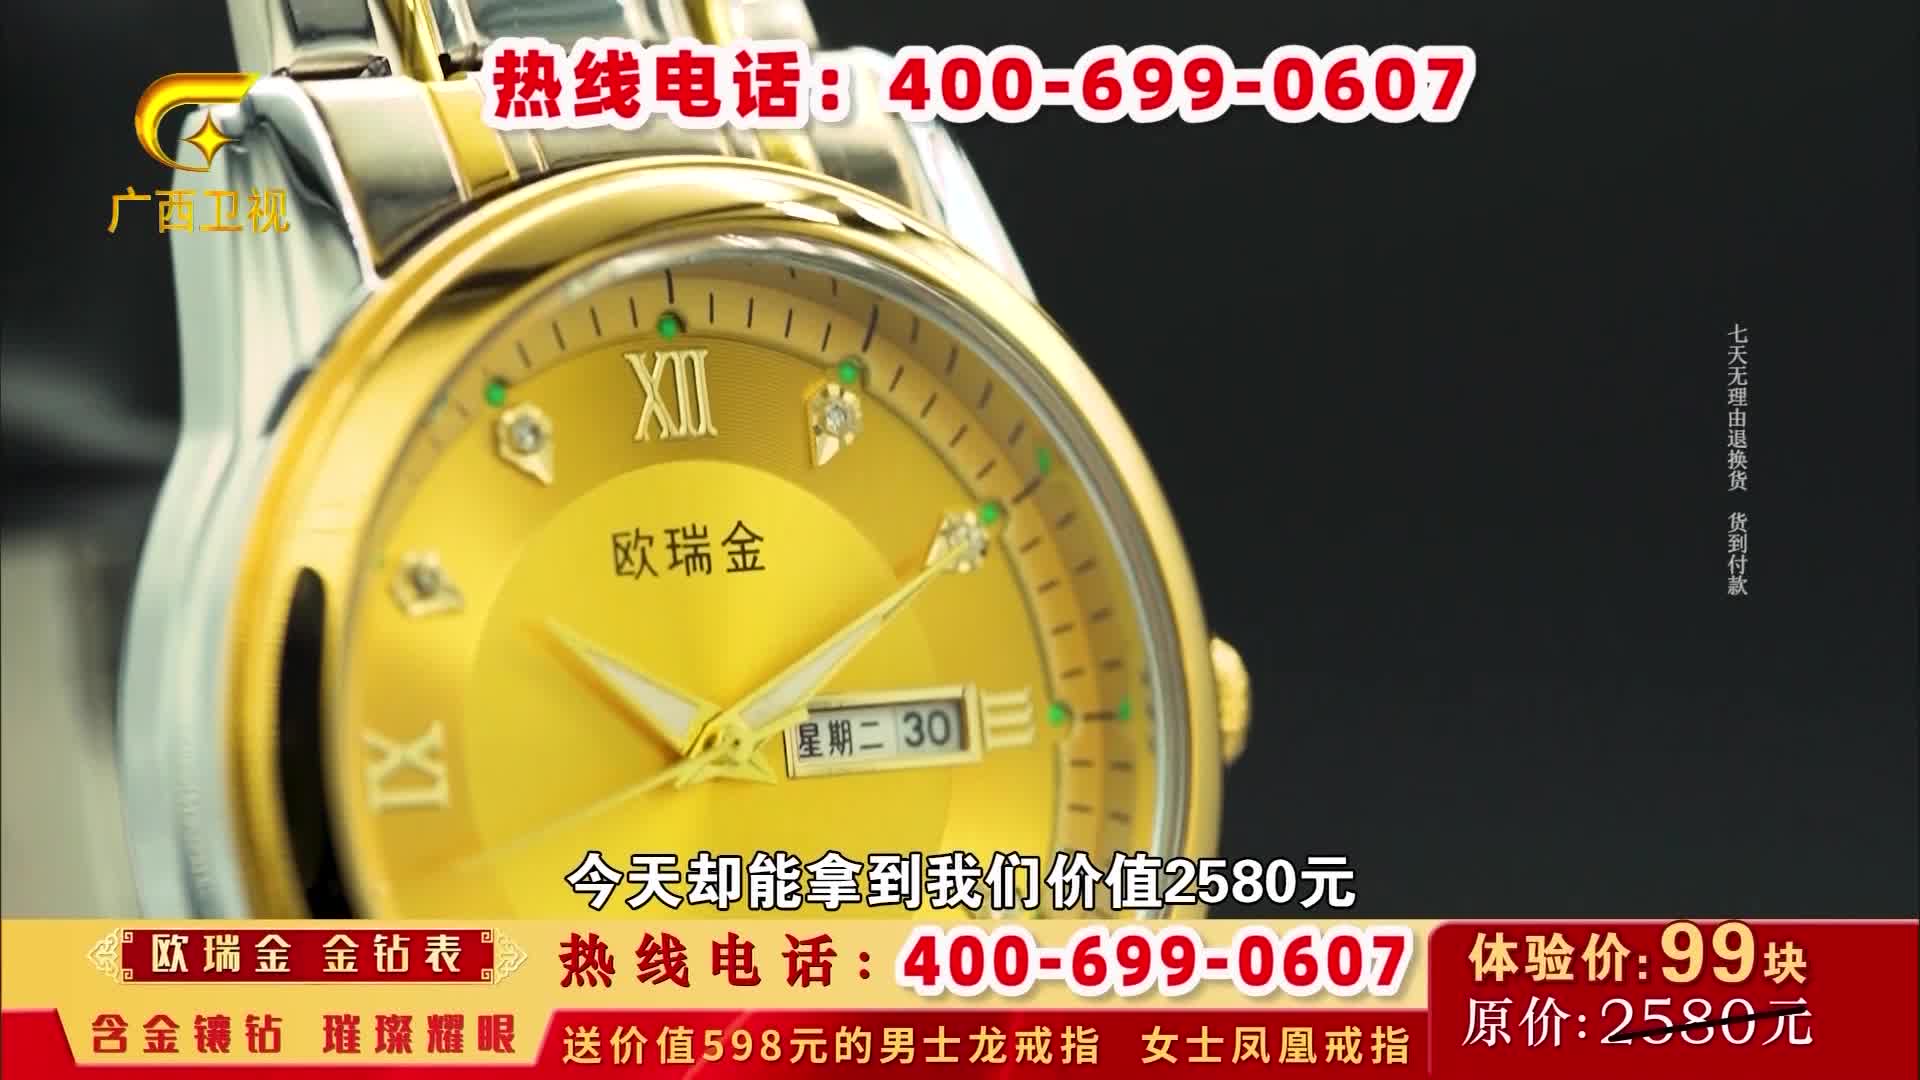 热线电话：400-699-0607
广西卫视
七天无理由退换货 货到付款
XII
欧瑞金
星期二 30
III
IX
今天却能拿到我们价值2580元
欧瑞金 金钻表
热线电话：400-699-0607
体验价:99块
原价:2580元
含金镶钻 璀璨耀眼
送价值598元的男士龙戒指 女士凤凰戒指